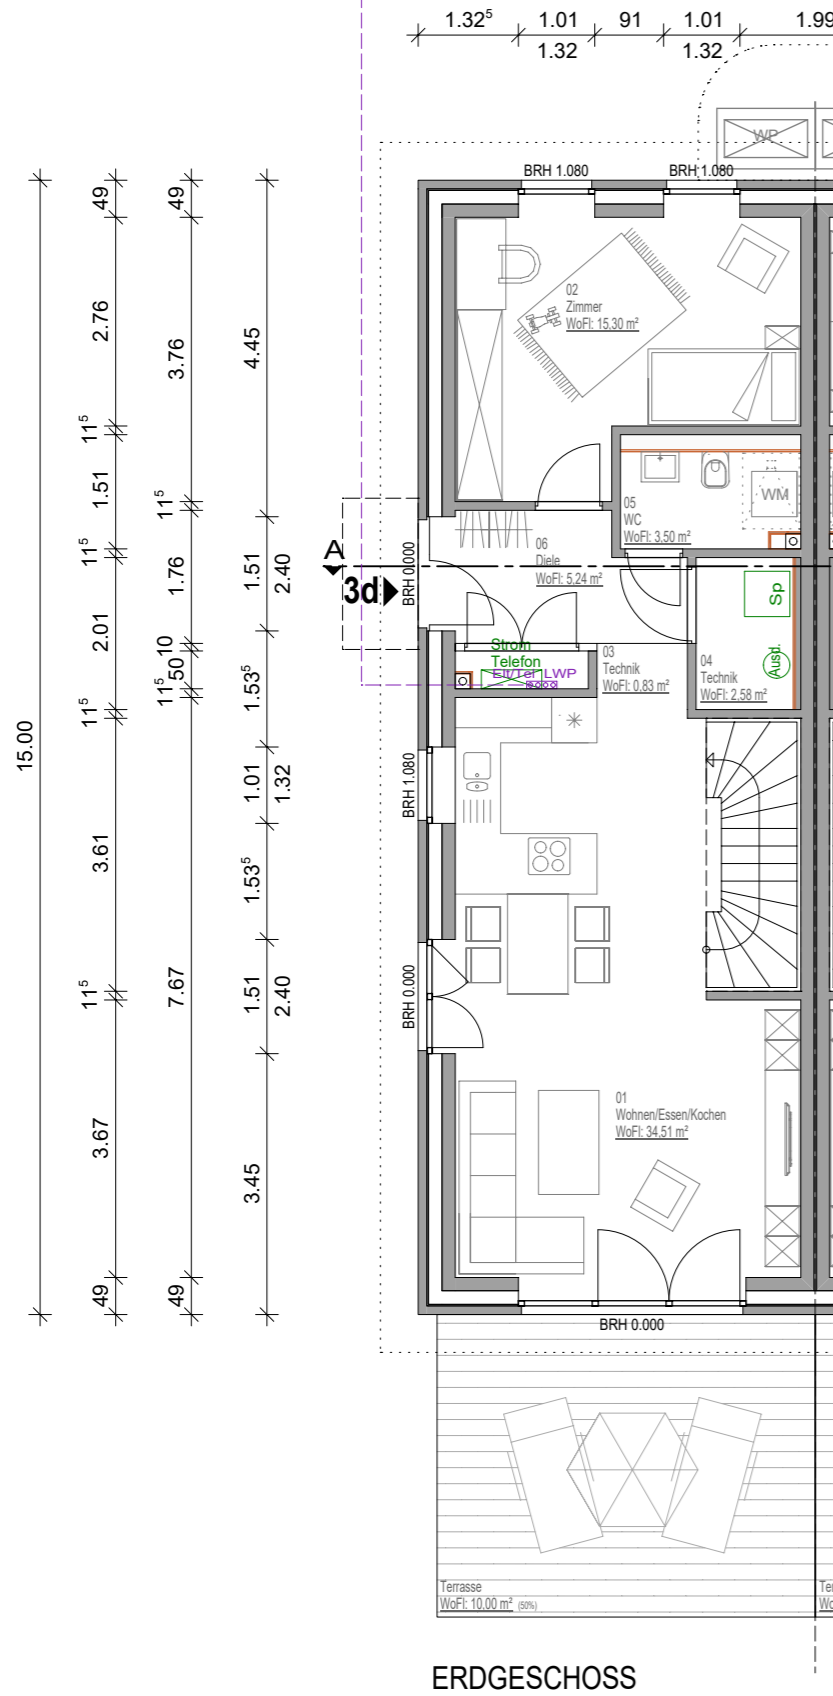 1.32⁵ 1.01 91 1.01 1.99
1.32 1.32
WP
BRH 1.080 BRH 1.080
49 49
2.76
3.76
4.45
02
Zimmer
WoFl: 15,30 m²
11⁵
1.51
11⁵
11⁵
05
WC
WoFl: 3,50 m²
WM
06
Diele
WoFl: 5,24 m²
A
3d
BRH 0.000
1.76
1.51
2.40
2.01
10
50
11⁵
11⁵
1.53⁵
Strom
Telefon
Elt/Tel LWP
03
Technik
WoFl: 0,83 m²
04
Technik
WoFl: 2,58 m²
Sp
Ausd.
15.00
BRH 1.080
1.01
1.32
3.61
1.53⁵
11⁵
7.67
1.51
2.40
BRH 0.000
3.67
3.45
01
Wohnen/Essen/Kochen
WoFl: 34,51 m²
49 49
BRH 0.000
Terrasse
WoFl: 10,00 m² (50%)
Ter
Wo
ERDGESCHOSS